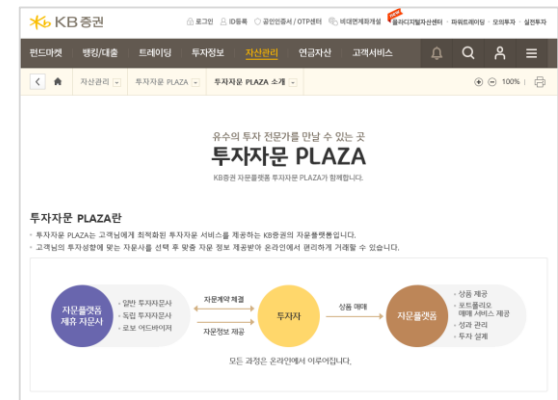 KB증권
로그인 ID등록 공인인증서/OTP센터 비대면계좌개설 플라디지털자산센터 · 파워트레이딩 · 모의투자 · 실전투자
펀드마켓 뱅킹/대출 트레이딩 투자정보 자산관리 연금자산 고객서비스
자산관리 투자자문 PLAZA 투자자문 PLAZA 소개 100%
유수의 투자 전문가를 만날 수 있는 곳
투자자문 PLAZA
KB증권 자문플랫폼 투자자문 PLAZA가 함께합니다.
투자자문 PLAZA란
· 투자자문 PLAZA는 고객님에게 최적화된 투자자문 서비스를 제공하는 KB증권의 자문플랫폼입니다.
· 고객님의 투자성향에 맞는 자문사를 선택 후 맞춤 자문 정보 제공받아 온라인에서 편리하게 거래할 수 있습니다.
자문플랫폼
제휴 자문사
· 일반 투자자문사
· 독립 투자자문사
· 로보 어드바이저
자문계약 체결
자문정보 제공
투자자
상품 매매
자문플랫폼
· 상품 제공
· 포트폴리오
매매 서비스 제공
· 성과 관리
· 투자 설계
모든 과정은 온라인에서 이루어집니다.